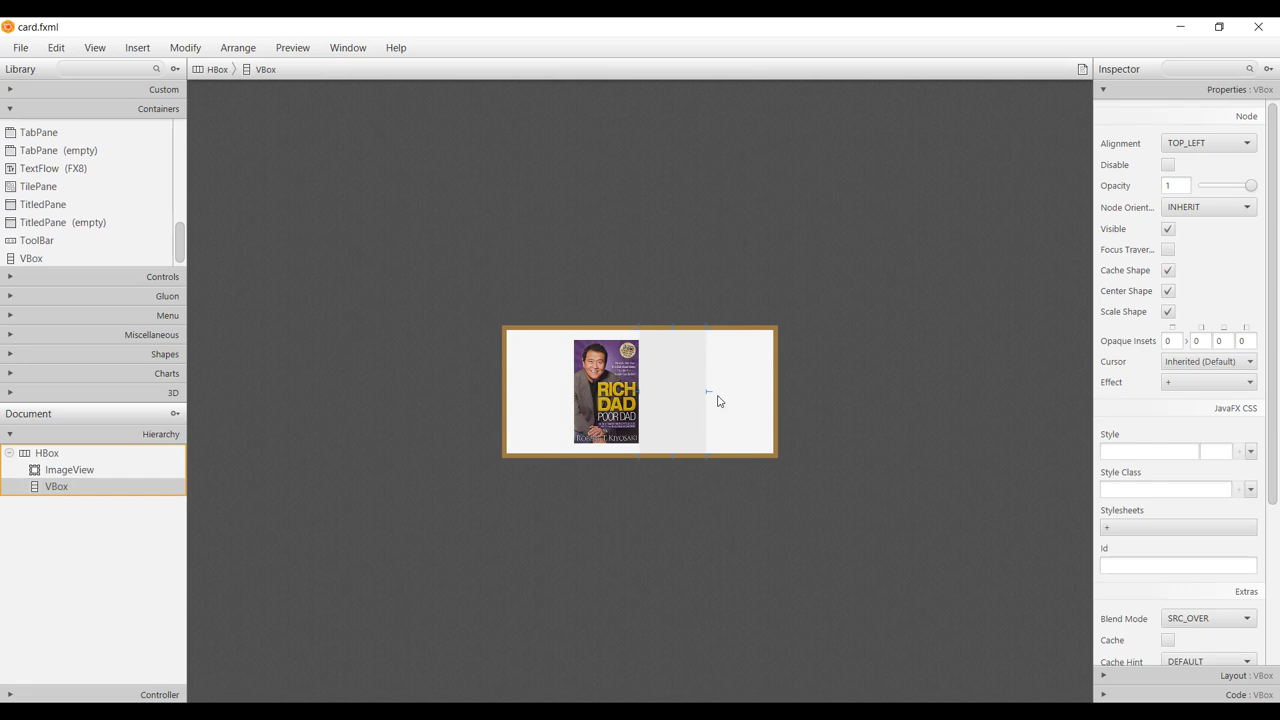 card.fxml
File Edit View Insert Modify Arrange Preview Window Help
Library
HBox VBox
Inspector
Custom
Containers
TabPane
TabPane (empty)
TextFlow (FX8)
TilePane
TitledPane
TitledPane (empty)
ToolBar
VBox
Controls
Gluon
Menu
Miscellaneous
Shapes
Charts
3D
Document
Hierarchy
HBox
ImageView
VBox
Controller
RICH
DAD
POOR DAD
ROBERT T. KIYOSAKI
Properties : VBox
Node
Alignment TOP_LEFT
Disable
Opacity 1
Node Orient... INHERIT
Visible
Focus Traver...
Cache Shape
Center Shape
Scale Shape
Opaque Insets 0 0 0 0
Cursor Inherited (Default)
Effect +
JavaFX CSS
Style
+
Style Class
+
Stylesheets
+
Id
Extras
Blend Mode SRC_OVER
Cache
Cache Hint DEFAULT
Layout : VBox
Code : VBox